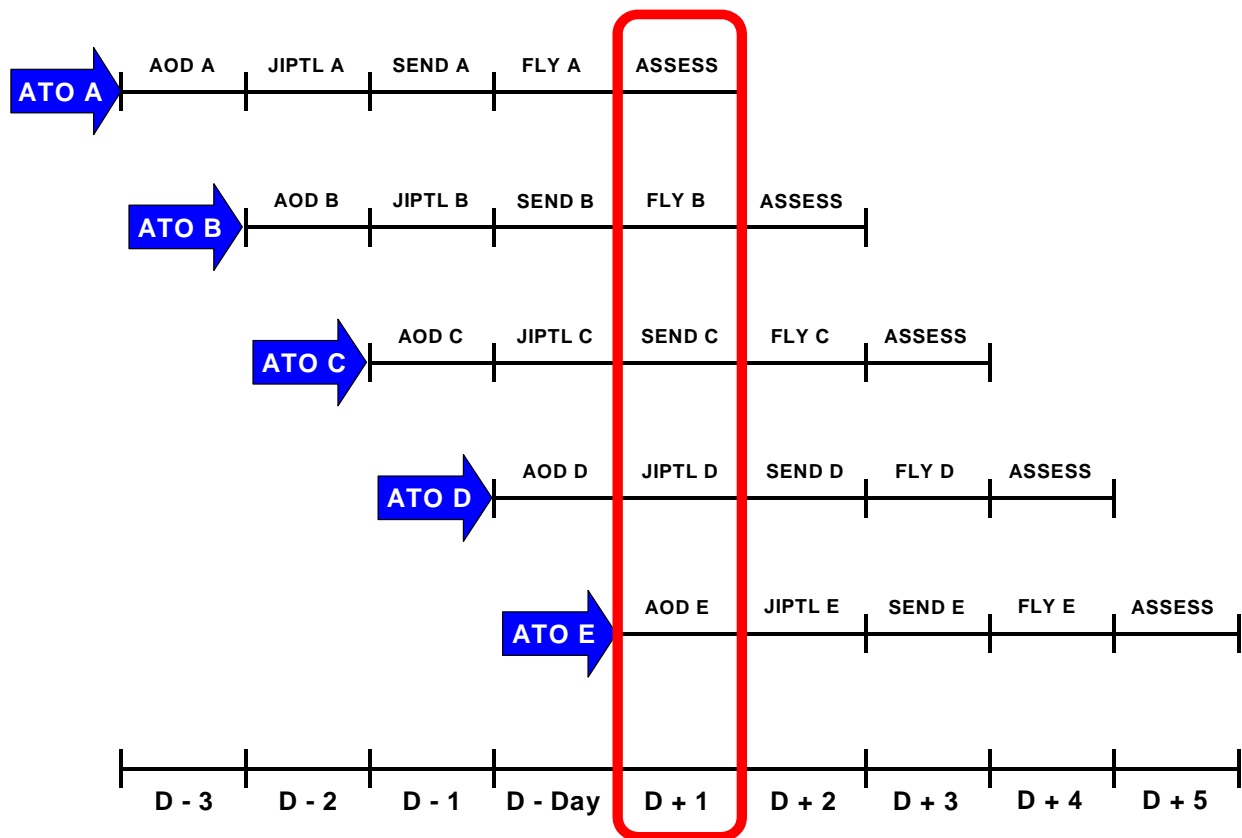 AOD A JIPTL A SEND A FLY A ASSESS
ATO A
AOD B JIPTL B SEND B FLY B ASSESS
ATO B
AOD C JIPTL C SEND C FLY C ASSESS
ATO C
AOD D JIPTL D SEND D FLY D ASSESS
ATO D
AOD E JIPTL E SEND E FLY E ASSESS
ATO E
D - 3 D - 2 D - 1 D - Day D + 1 D + 2 D + 3 D + 4 D + 5